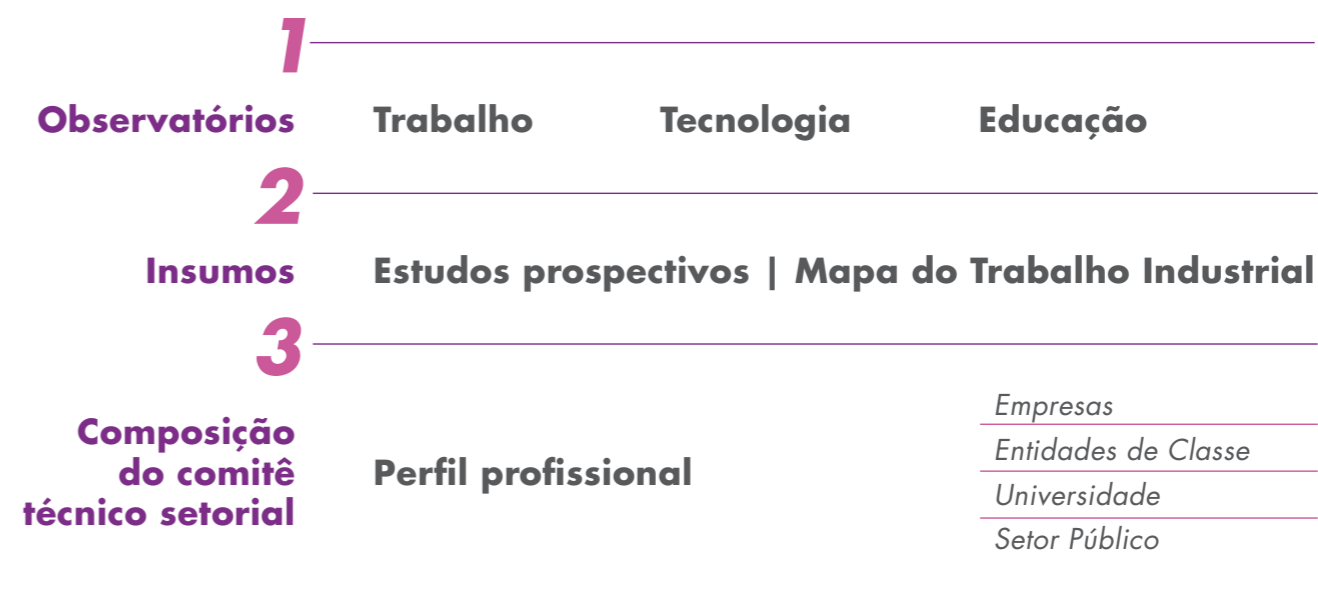 1
Observatórios Trabalho Tecnologia Educação
2
Insumos Estudos prospectivos | Mapa do Trabalho Industrial
3
Composição
do comitê
técnico setorial
Perfil profissional
Empresas
Entidades de Classe
Universidade
Setor Público